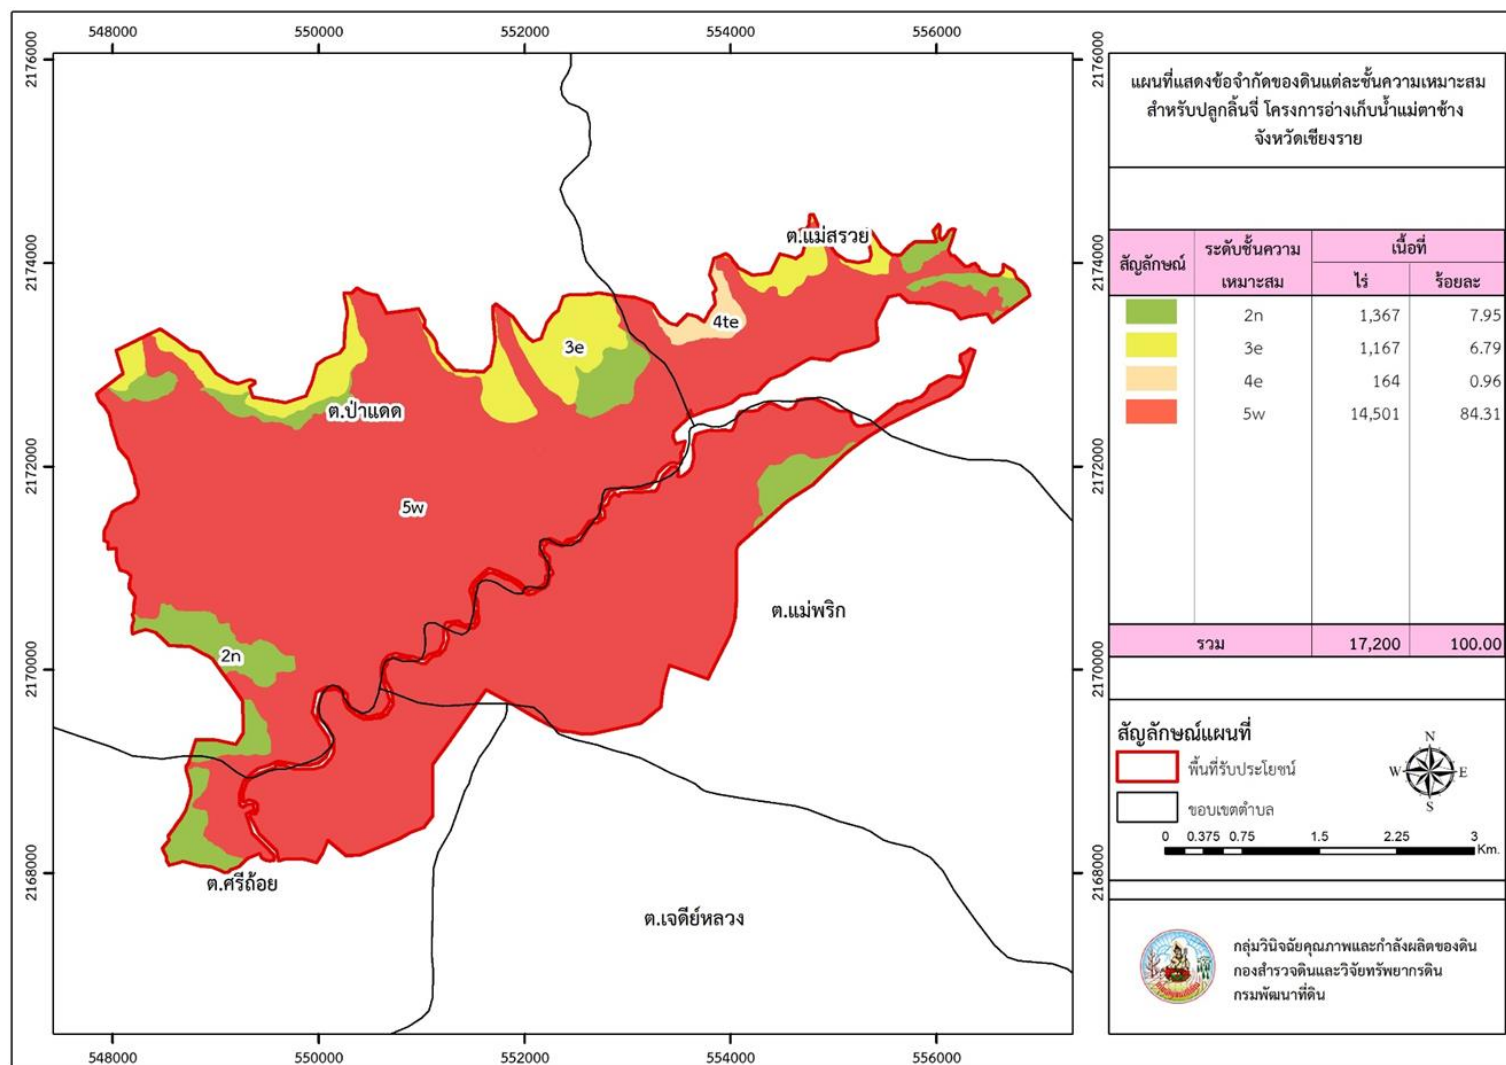 548000 550000 552000 554000 556000
2176000 2176000
2174000 2174000
2172000 2172000
2170000 2170000
2168000 2168000
548000 550000 552000 554000 556000
ต.แม่สรวย
4te
3e
ต.ป่าแดด
5w
ต.แม่พริก
2n
ต.ศรีถ้อย
ต.เจดีย์หลวง
แผนที่แสดงข้อจำกัดของดินแต่ละชั้นความเหมาะสม
สำหรับปลูกลิ้นจี่ โครงการอ่างเก็บน้ำแม่ตาช้าง
จังหวัดเชียงราย
สัญลักษณ์ ระดับชั้นความเหมาะสม เนื้อที่
ไร่ ร้อยละ
2n 1,367 7.95
3e 1,167 6.79
4e 164 0.96
5w 14,501 84.31
รวม 17,200 100.00
สัญลักษณ์แผนที่
พื้นที่รับประโยชน์
ขอบเขตตำบล
N
W E
S
0 0.375 0.75 1.5 2.25 3
Km.
กลุ่มวินิจฉัยคุณภาพและกำลังผลิตของดิน
กองสำรวจดินและวิจัยทรัพยากรดิน
กรมพัฒนาที่ดิน